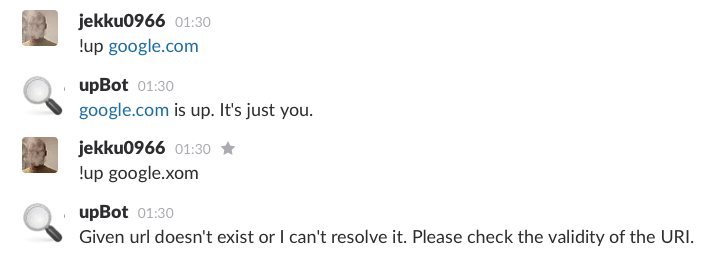 jekku0966 01:30
!up google.com
upBot 01:30
google.com is up. It's just you.
jekku0966 01:30
!up google.xom
upBot 01:30
Given url doesn't exist or I can't resolve it. Please check the validity of the URI.